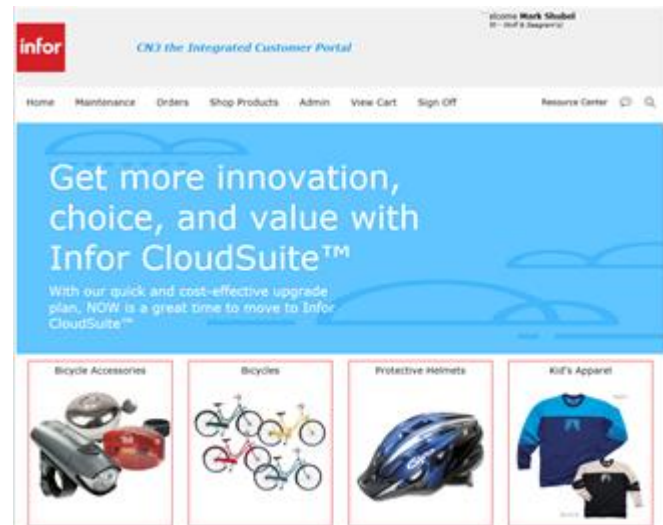 Welcome Mark Shubel
infor
CN3 the Integrated Customer Portal
Home Maintenance Orders Shop Products Admin View Cart Sign Off Resource Center
Get more innovation,
choice, and value with
Infor CloudSuite™
With our quick and cost-effective upgrade
plan, NOW is a great time to move to Infor
CloudSuite™
Bicycle Accessories Bicycles Protective Helmets Kid's Apparel